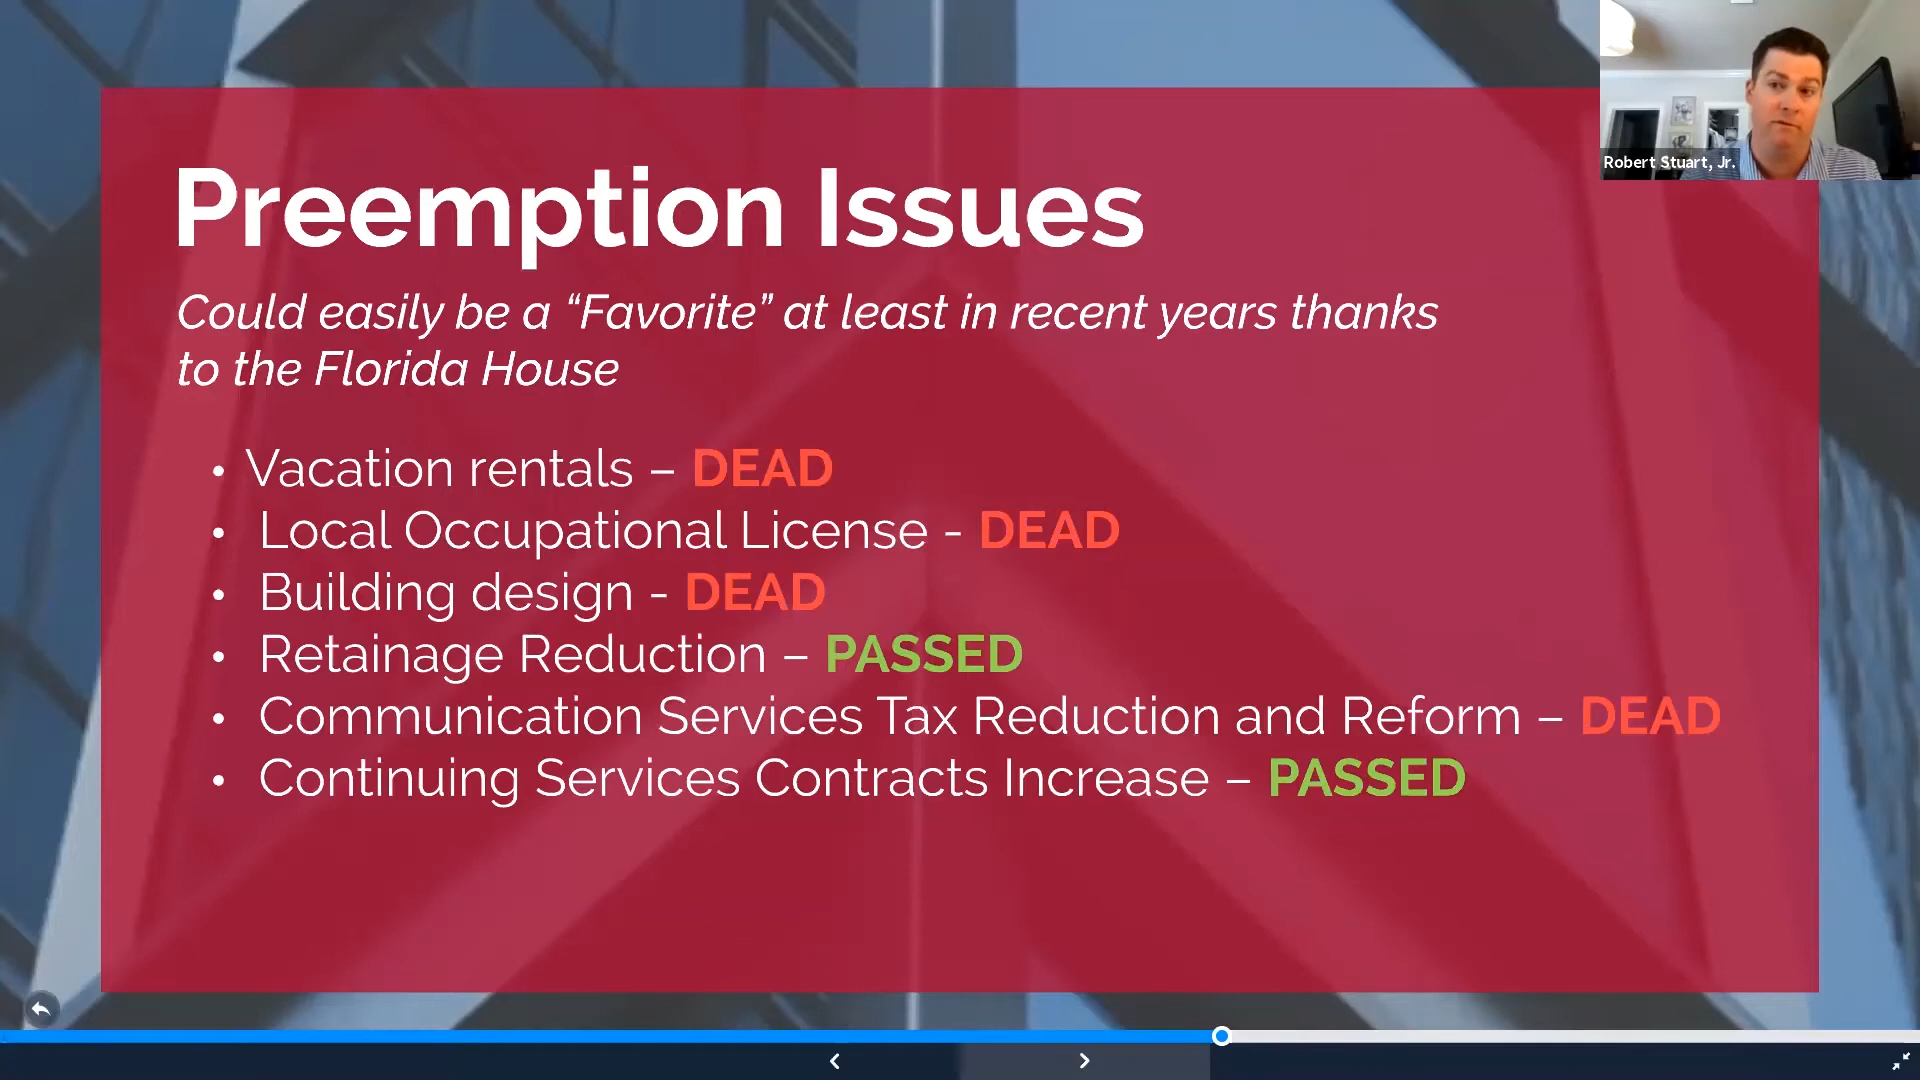 Robert Stuart, Jr.
Preemption Issues
Could easily be a “Favorite” at least in recent years thanks
to the Florida House
• Vacation rentals – DEAD
• Local Occupational License - DEAD
• Building design - DEAD
• Retainage Reduction – PASSED
• Communication Services Tax Reduction and Reform – DEAD
• Continuing Services Contracts Increase – PASSED